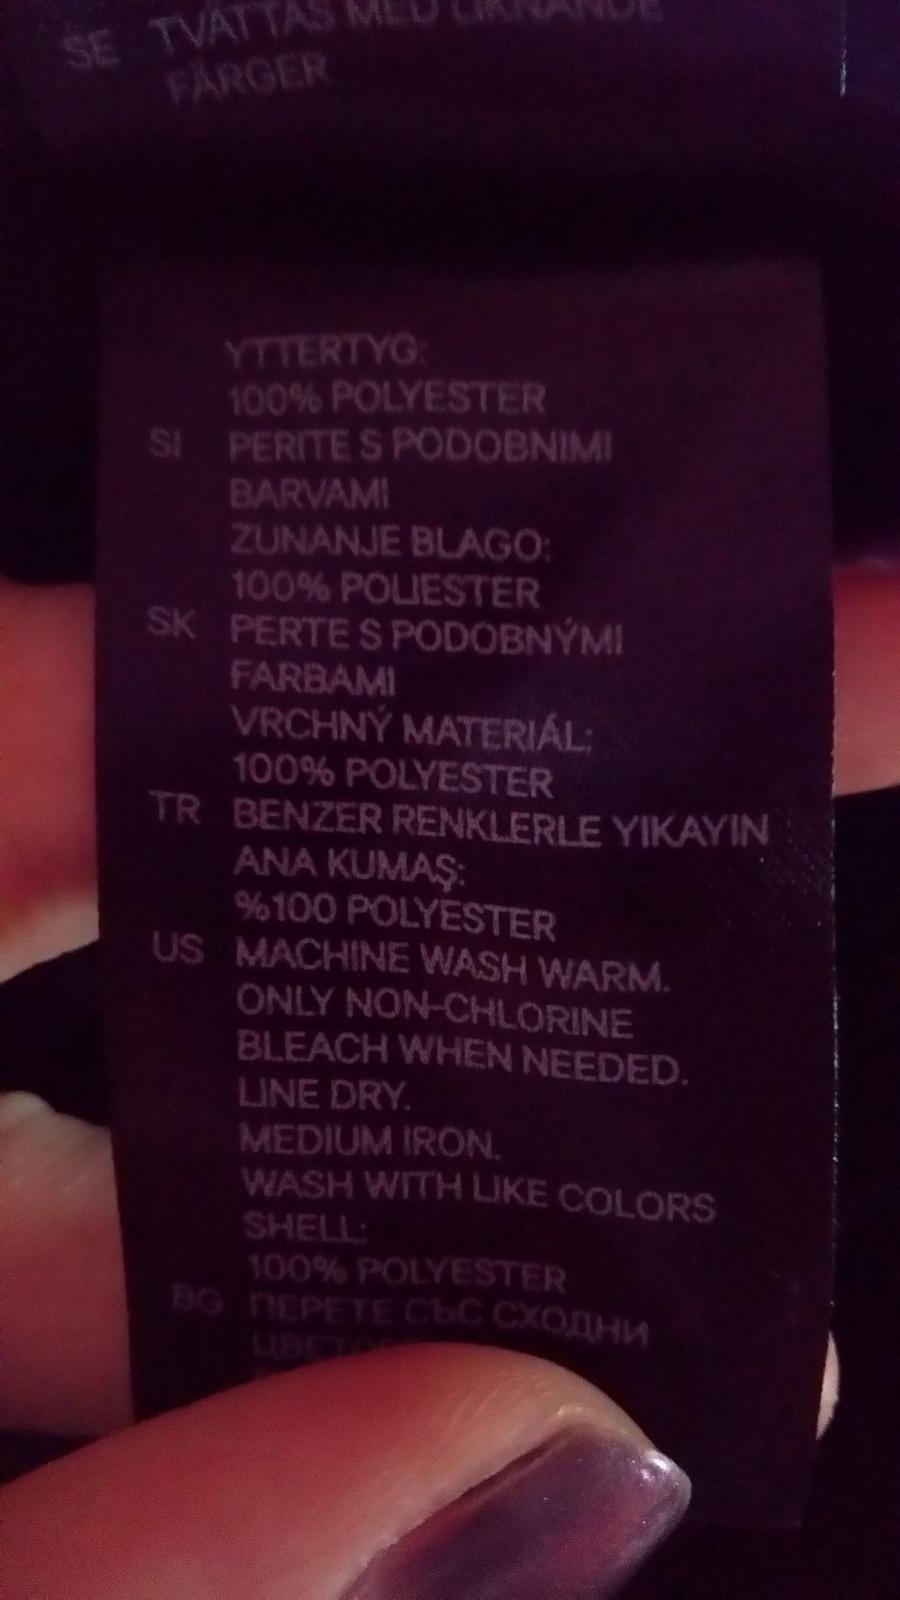 SE TVÄTTAS MED LIKNANDE
FÄRGER
YTTERTYG:
100% POLYESTER
SI PERITE S PODOBNIMI
BARVAMI
ZUNANJE BLAGO:
100% POLIESTER
SK PERTE S PODOBNÝMI
FARBAMI
VRCHNÝ MATERIÁL:
100% POLYESTER
TR BENZER RENKLERLE YIKAYIN
ANA KUMAŞ:
%100 POLYESTER
US MACHINE WASH WARM.
ONLY NON-CHLORINE
BLEACH WHEN NEEDED.
LINE DRY.
MEDIUM IRON.
WASH WITH LIKE COLORS
SHELL:
100% POLYESTER
BG ПЕРЕТЕ СЪС СХОДНИ